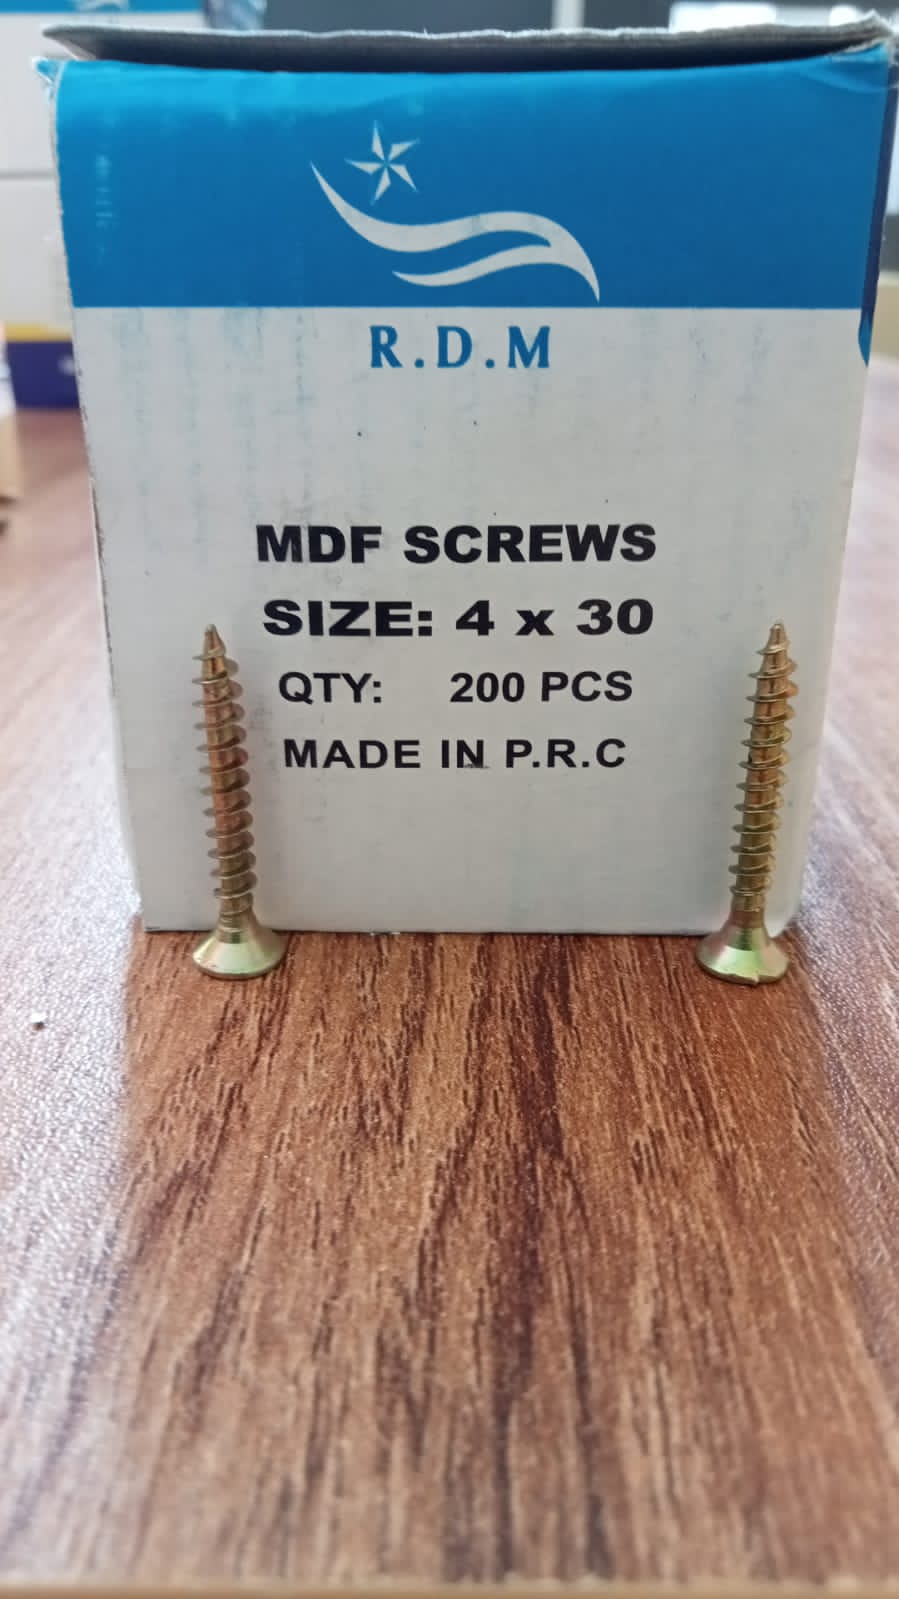 R.D.M
MDF SCREWS
SIZE: 4 x 30
QTY: 200 PCS
MADE IN P.R.C